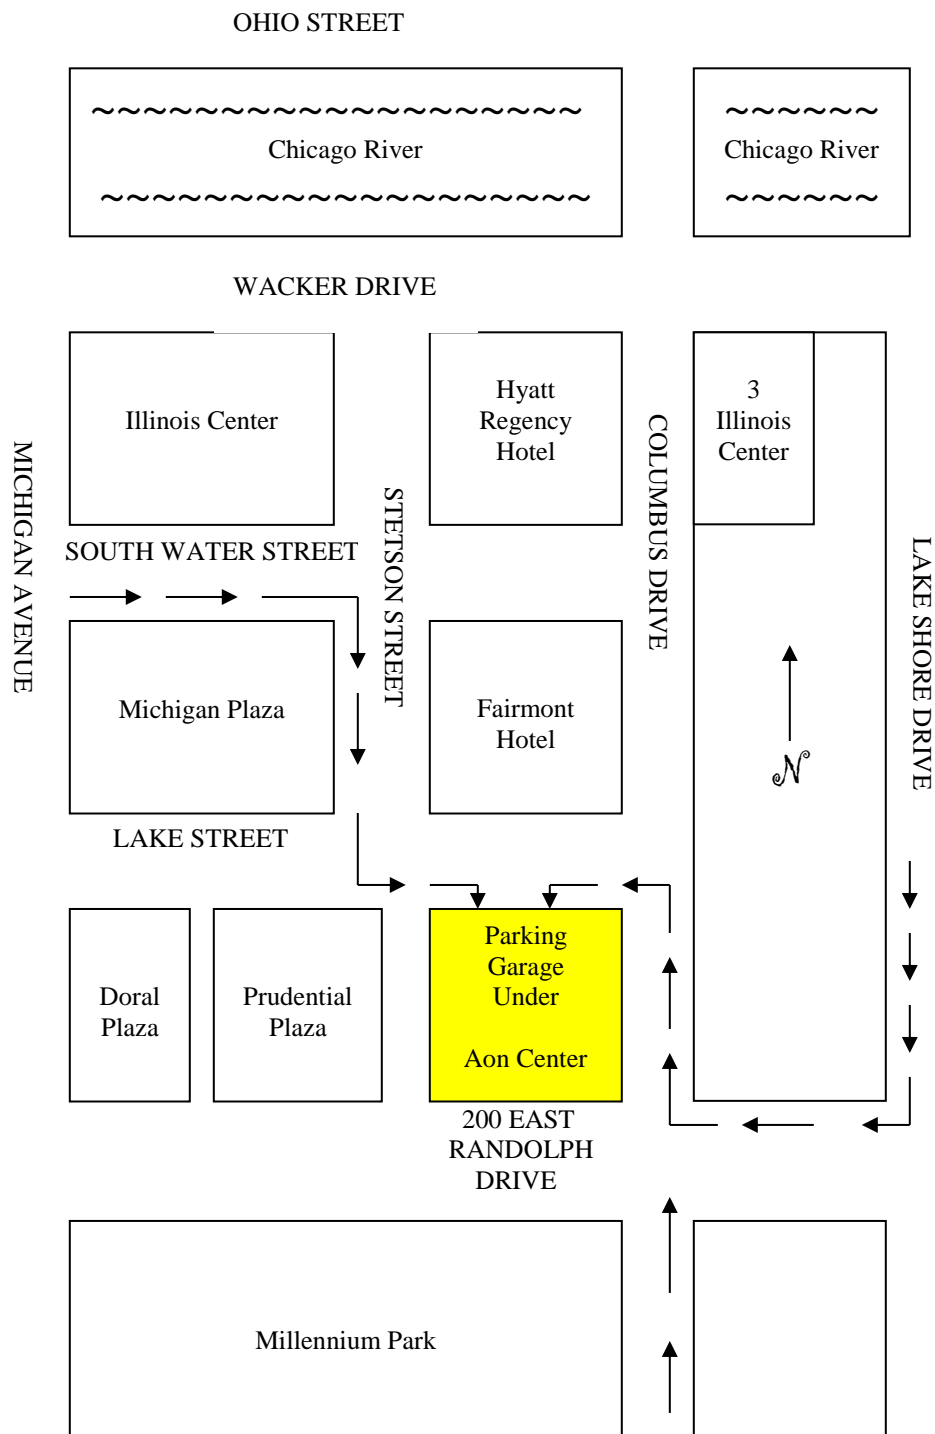 OHIO STREET
Chicago River
Chicago River
WACKER DRIVE
Illinois Center
Hyatt
Regency
Hotel
3
Illinois
Center
MICHIGAN AVENUE
STETSON STREET
COLUMBUS DRIVE
LAKE SHORE DRIVE
SOUTH WATER STREET
Michigan Plaza
Fairmont
Hotel
N
LAKE STREET
Doral
Plaza
Prudential
Plaza
Parking
Garage
Under
Aon Center
200 EAST
RANDOLPH
DRIVE
Millennium Park